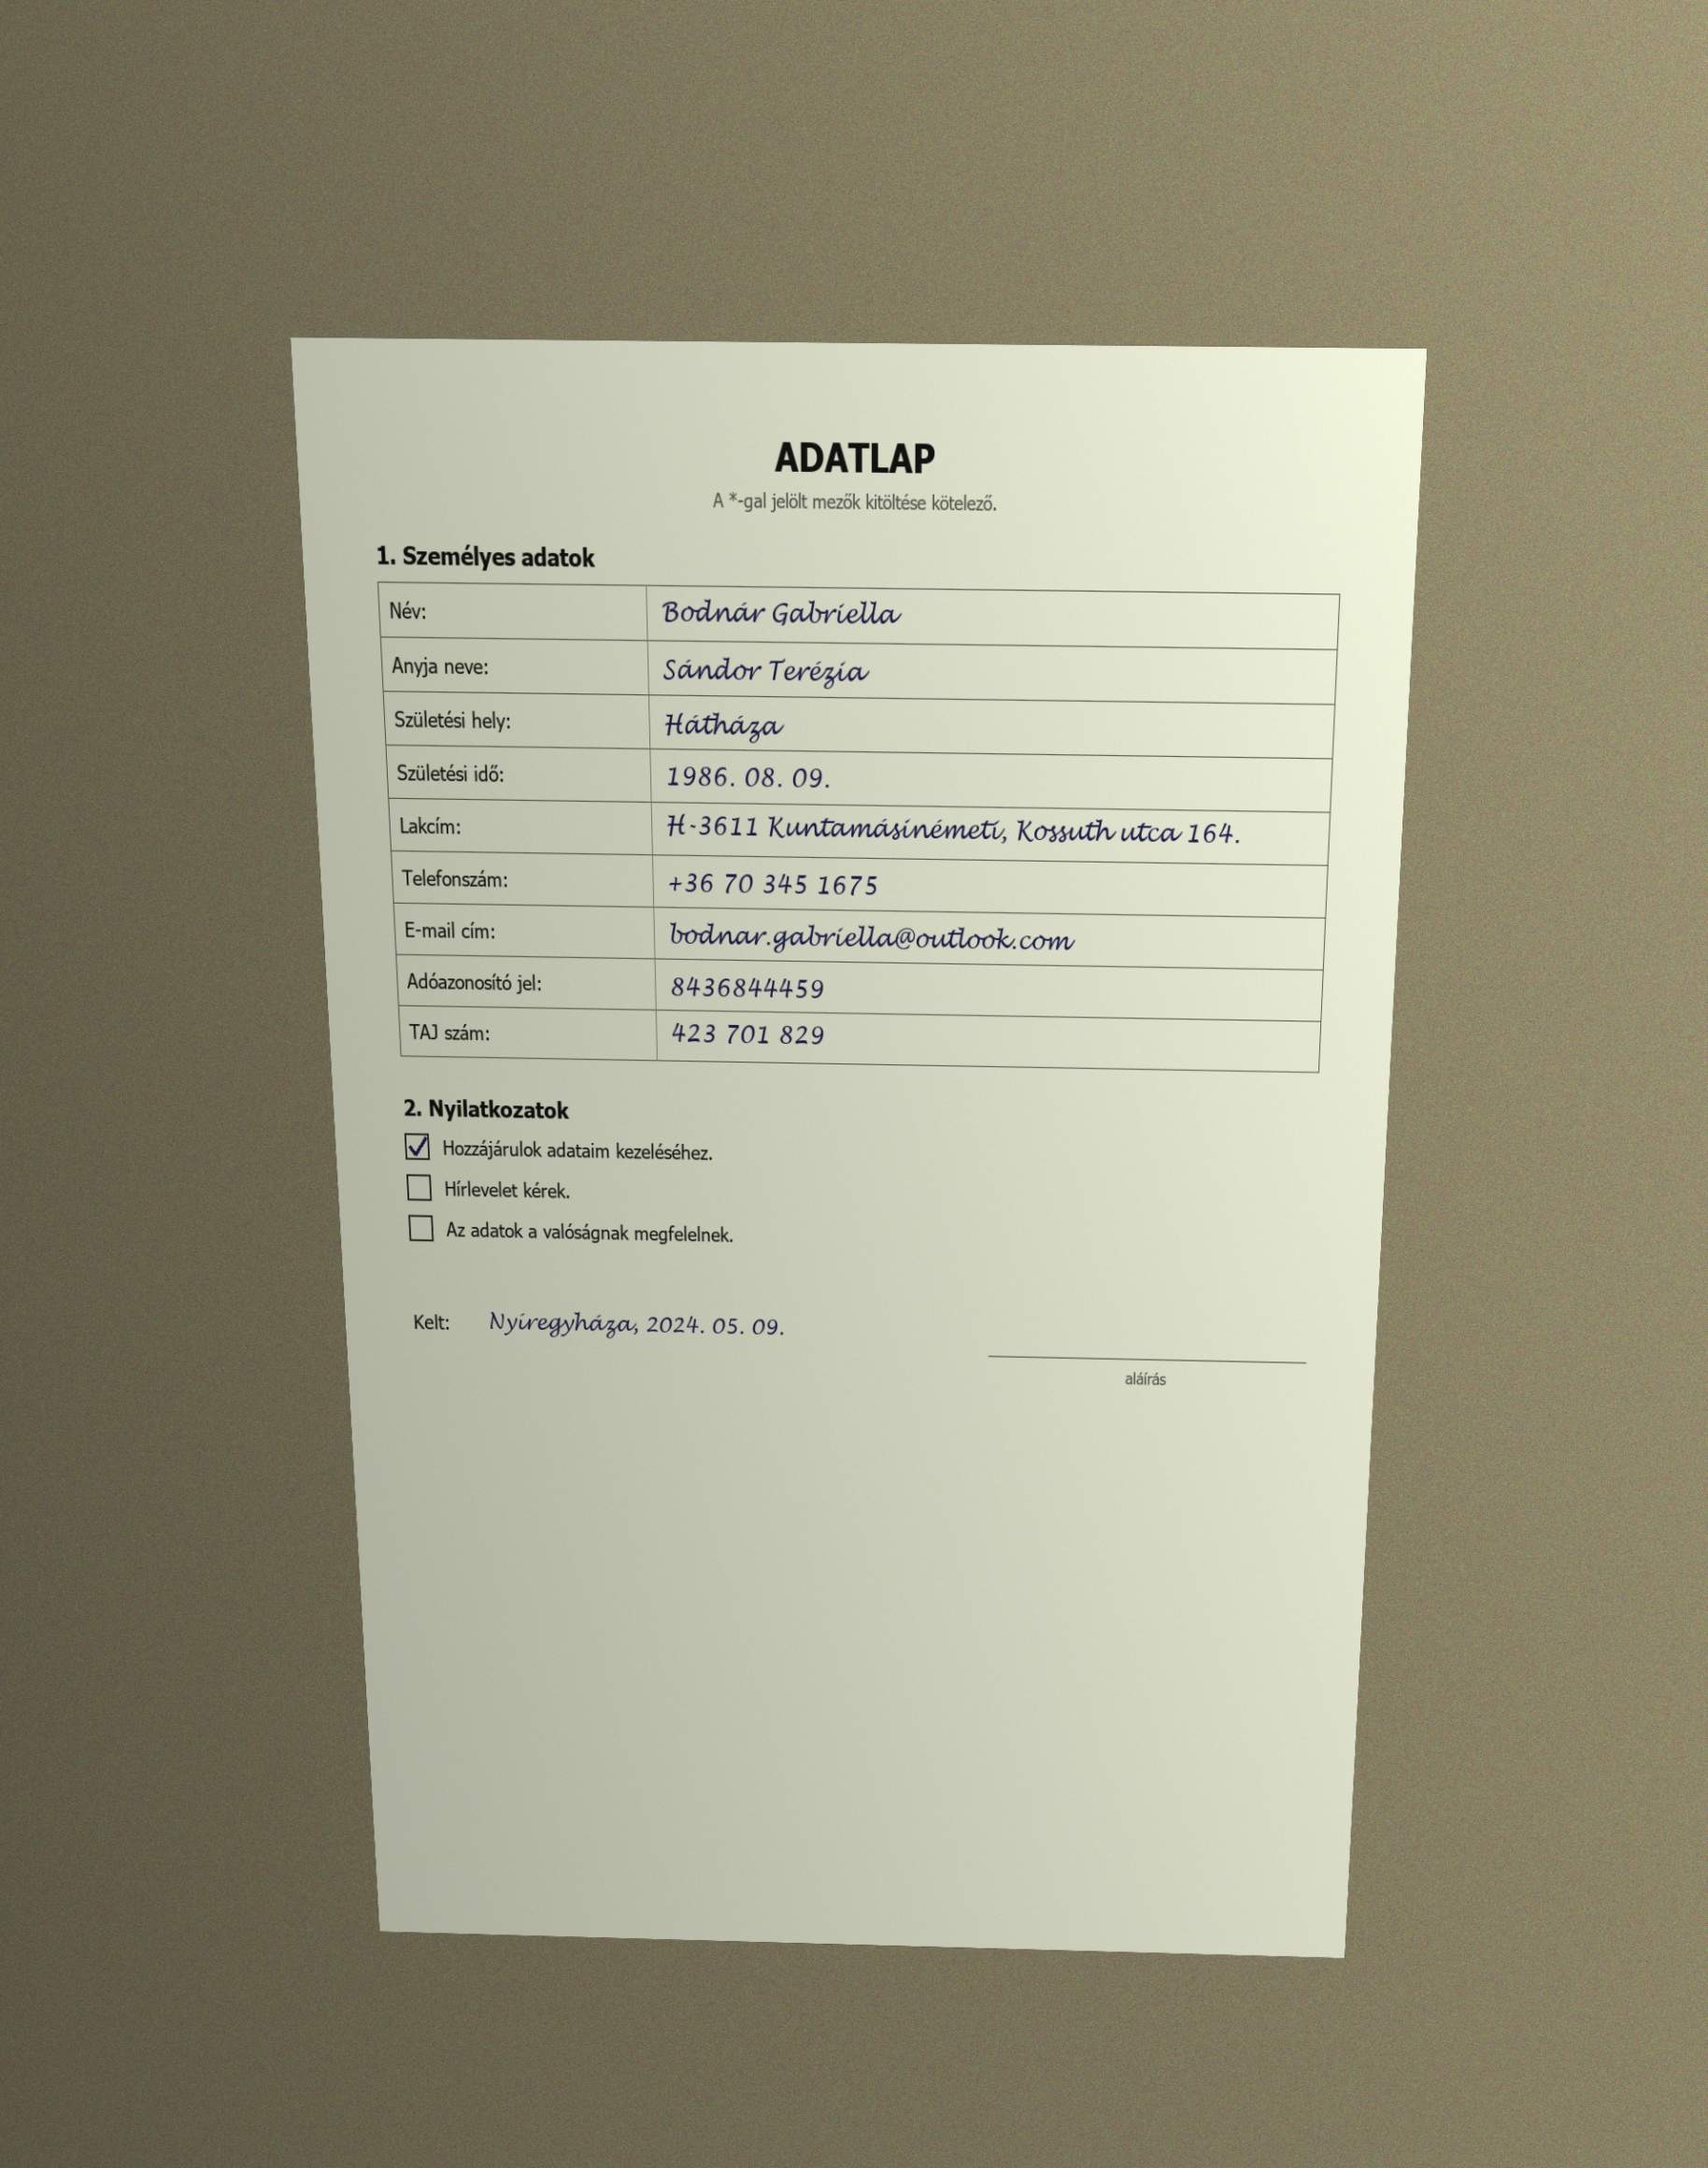 ADATLAP
A *-gal jelölt mezők kitöltése kötelező.
1. Személyes adatok
Név: Bodnár Gabriella
Anyja neve: Sándor Terézia
Születési hely: Hátháza
Születési idő: 1986. 08. 09.
Lakcím: H-3611 Kuntamásinémeti, Kossuth utca 164.
Telefonszám: +36 70 345 1675
E-mail cím: bodnar.gabriella@outlook.com
Adóazonosító jel: 8436844459
TAJ szám: 423 701 829
2. Nyilatkozatok
Hozzájárulok adataim kezeléséhez.
Hírlevelet kérek.
Az adatok a valóságnak megfelelnek.
Kelt: Nyíregyháza, 2024. 05. 09.
aláírás